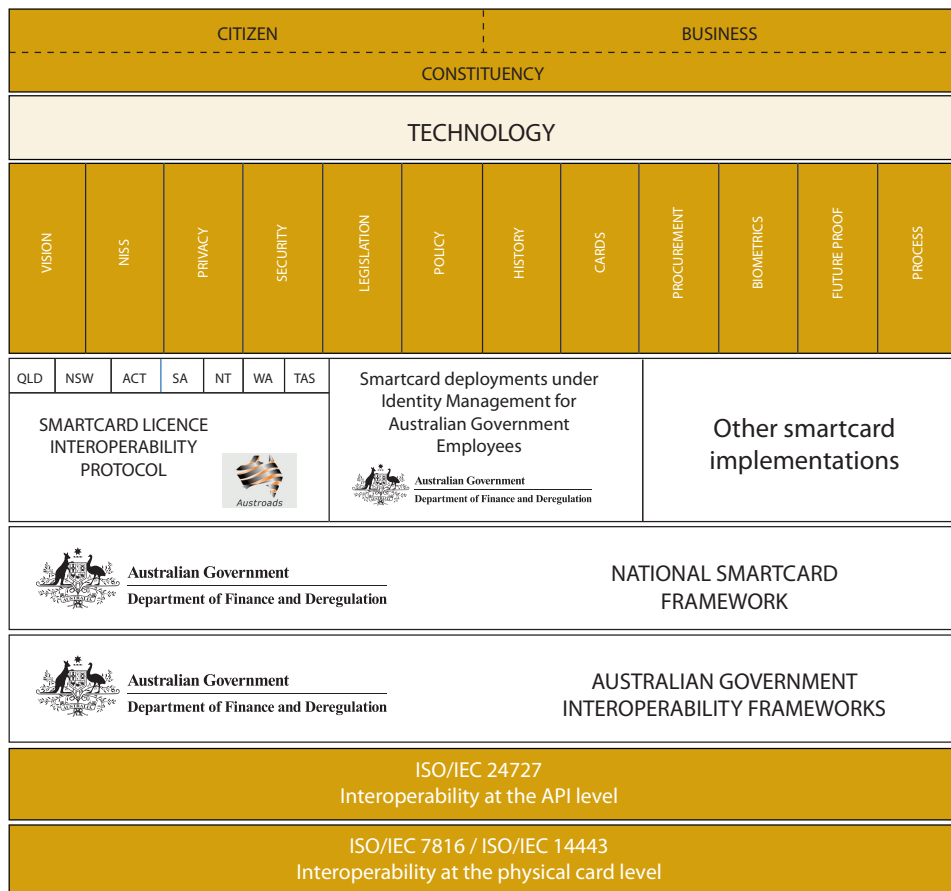 CITIZEN
BUSINESS
CONSTITUENCY
TECHNOLOGY
VISION
NISS
PRIVACY
SECURITY
LEGISLATION
POLICY
HISTORY
CARDS
PROCUREMENT
BIOMETRICS
FUTURE PROOF
PROCESS
QLD
NSW
ACT
SA
NT
WA
TAS
SMARTCARD LICENCE
INTEROPERABILITY
PROTOCOL
Austroads
Smartcard deployments under
Identity Management for
Australian Government
Employees
Australian Government
Department of Finance and Deregulation
Other smartcard
implementations
AUSTRALIA
Australian Government
Department of Finance and Deregulation
NATIONAL SMARTCARD
FRAMEWORK
AUSTRALIA
Australian Government
Department of Finance and Deregulation
AUSTRALIAN GOVERNMENT
INTEROPERABILITY FRAMEWORKS
ISO/IEC 24727
Interoperability at the API level
ISO/IEC 7816 / ISO/IEC 14443
Interoperability at the physical card level